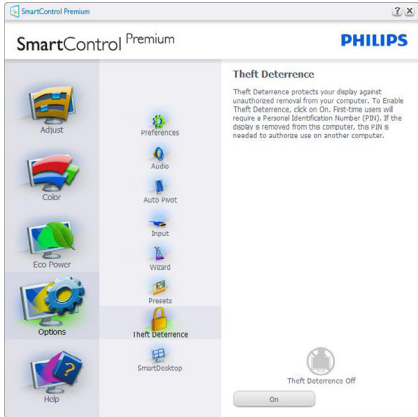 SmartControl Premium
SmartControl Premium
PHILIPS
Adjust
Color
Eco Power
Options
Help
Preferences
Audio
Auto Pivot
Input
Wizard
Presets
Theft Deterrence
SmartDesktop
Theft Deterrence
Theft Deterrence protects your display against
unauthorized removal from your computer. To Enable
Theft Deterrence, click on On. First-time users will
require a Personal Identification Number (PIN). If the
display is removed from this computer, this PIN is
needed to authorize use on another computer.
Theft Deterrence Off
On